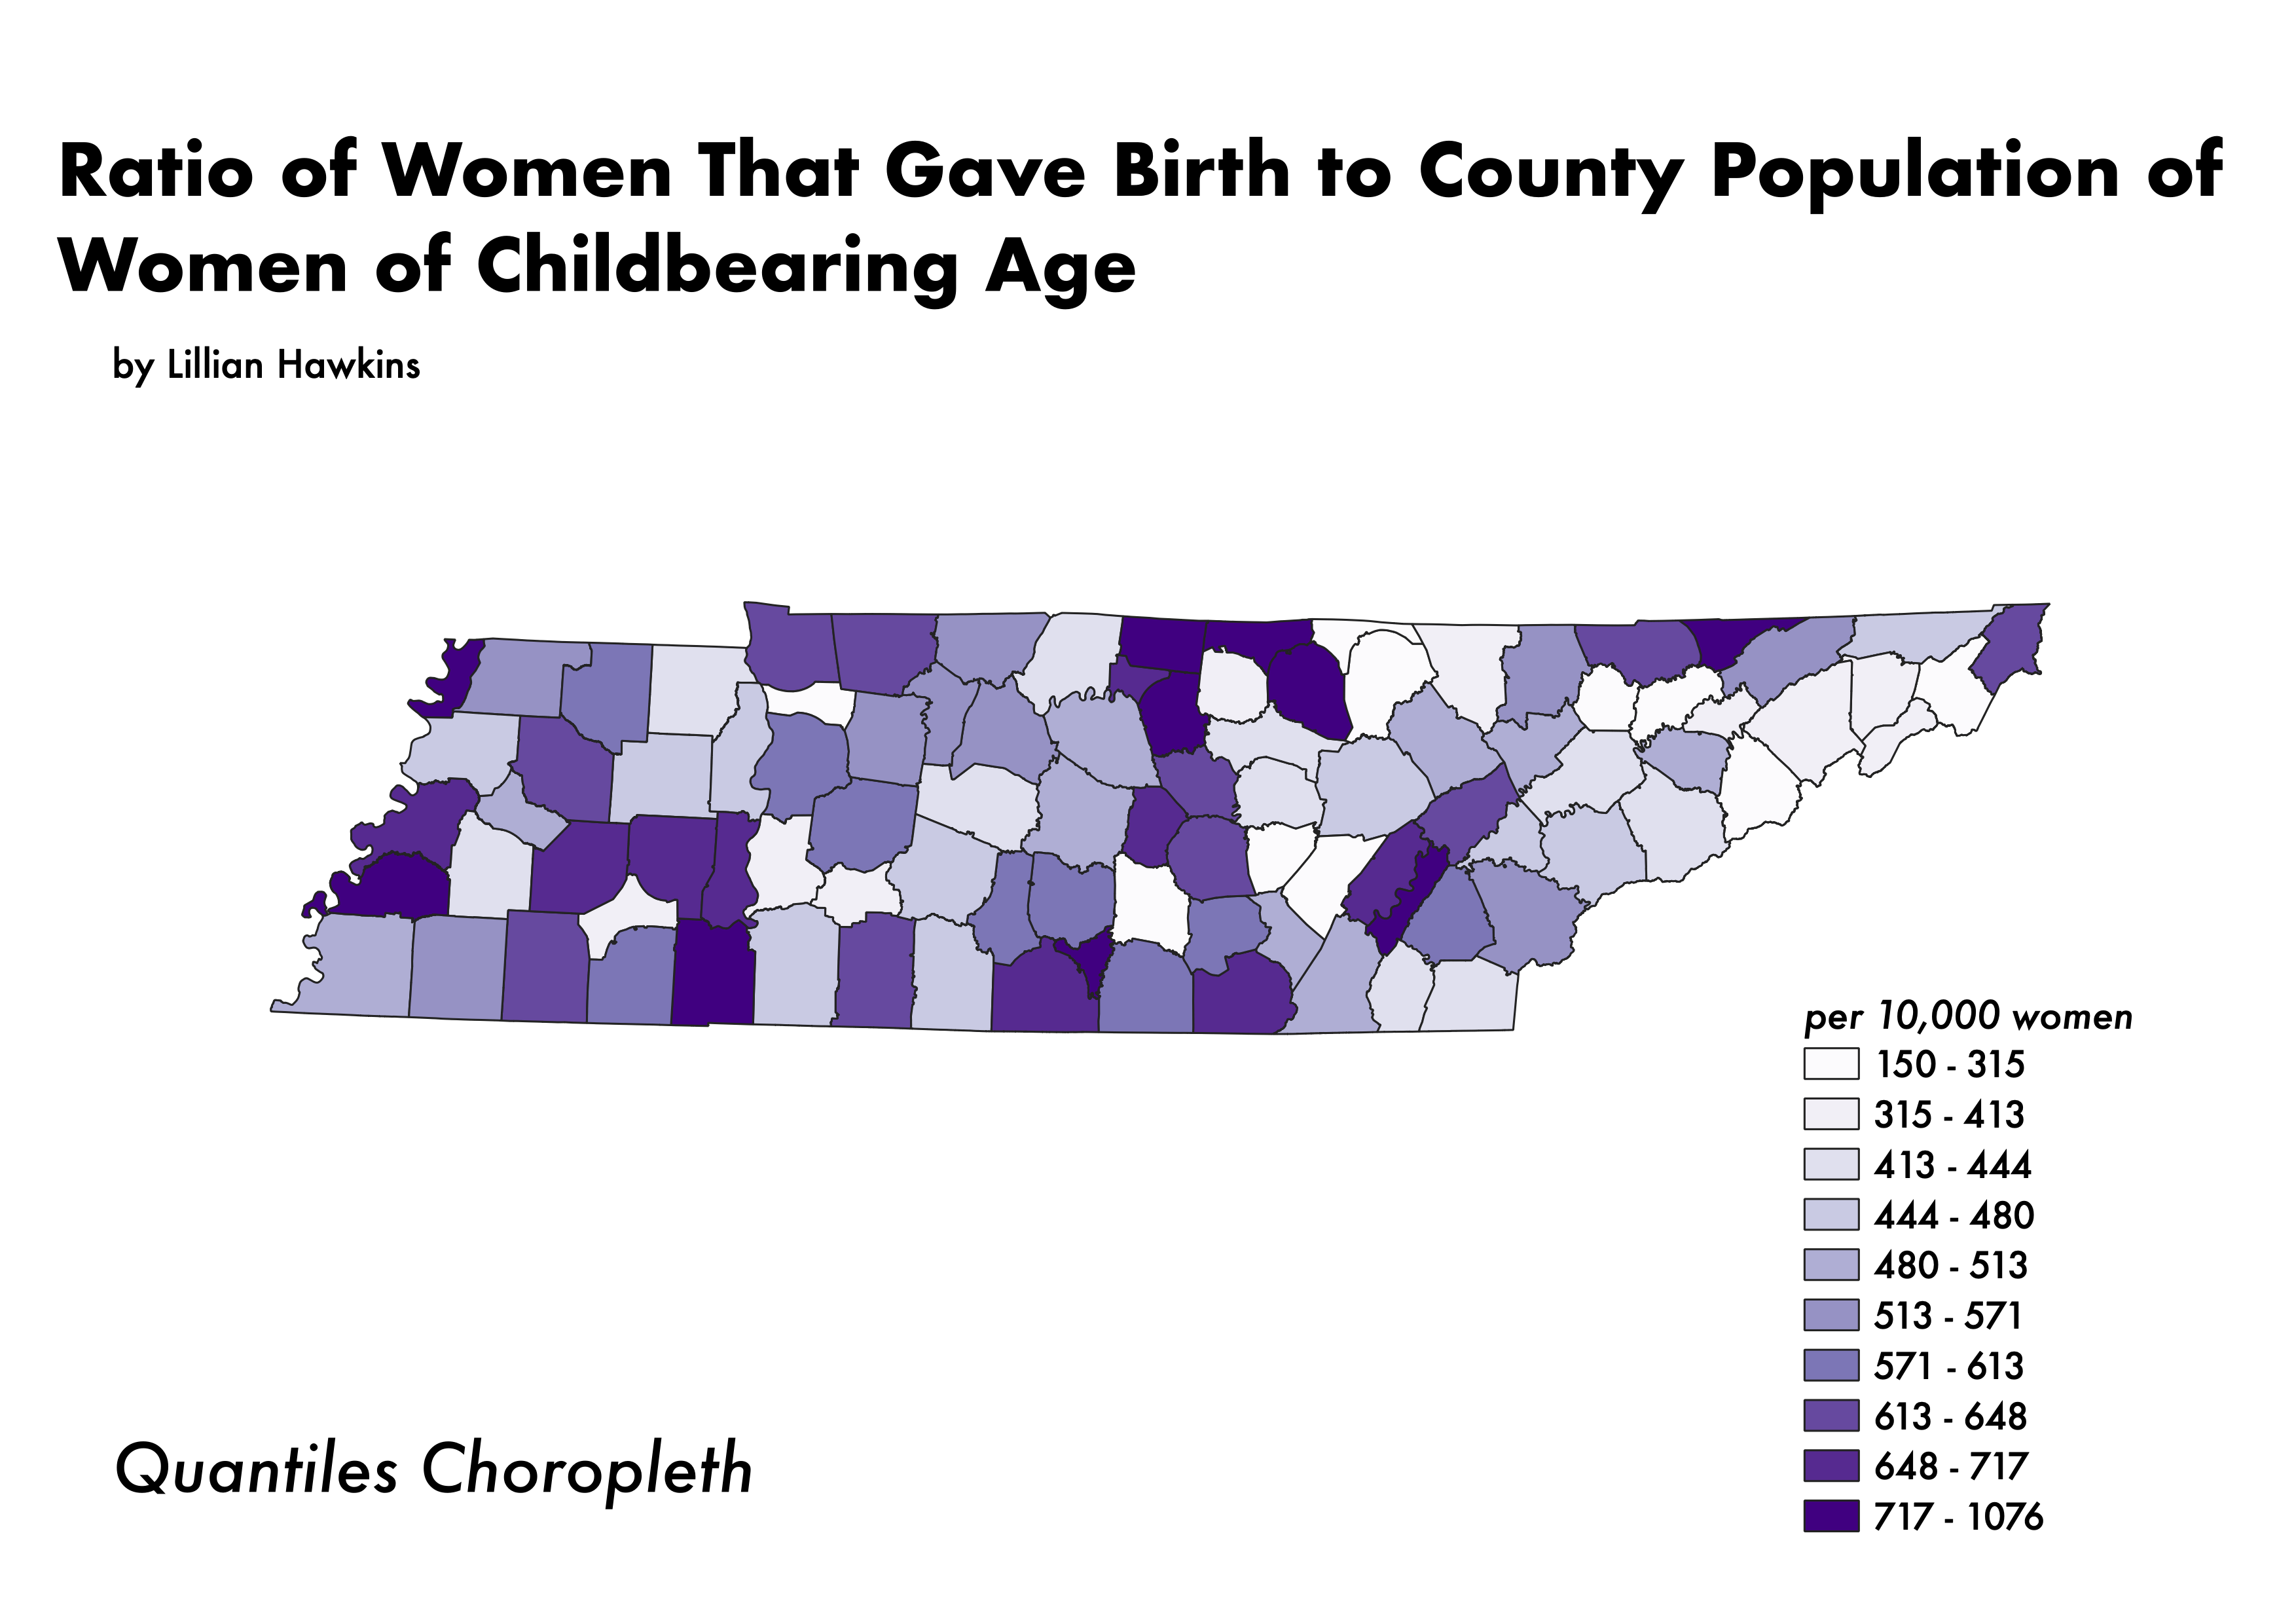 Ratio of Women That Gave Birth to County Population of
Women of Childbearing Age
by Lillian Hawkins
per 10,000 women
150 - 315
315 - 413
413 - 444
444 - 480
480 - 513
513 - 571
571 - 613
613 - 648
648 - 717
717 - 1076
Quantiles Choropleth